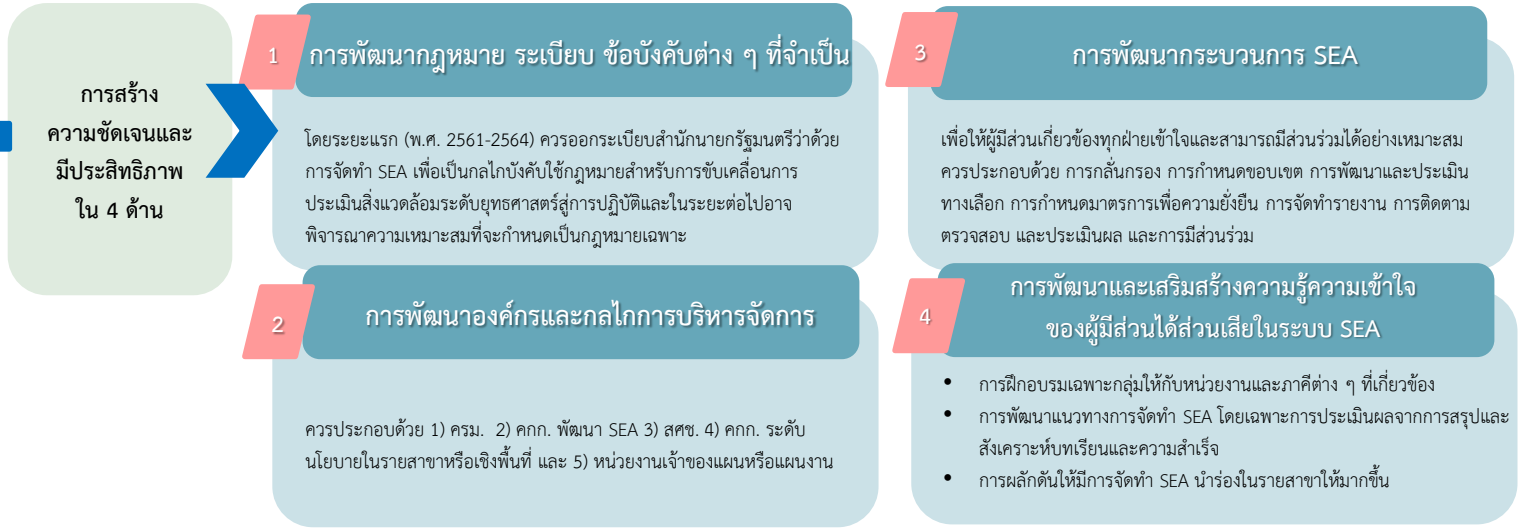 การสร้าง
ความชัดเจนและ
มีประสิทธิภาพ
ใน 4 ด้าน
1
การพัฒนากฎหมาย ระเบียบ ข้อบังคับต่าง ๆ ที่จำเป็น
โดยระยะแรก (พ.ศ. 2561-2564) ควรออกระเบียบสำนักนายกรัฐมนตรีว่าด้วย
การจัดทำ SEA เพื่อเป็นกลไกบังคับใช้กฎหมายสำหรับการขับเคลื่อนการ
ประเมินสิ่งแวดล้อมระดับยุทธศาสตร์สู่การปฏิบัติและในระยะต่อไปอาจ
พิจารณาความเหมาะสมที่จะกำหนดเป็นกฎหมายเฉพาะ
2
การพัฒนาองค์กรและกลไกการบริหารจัดการ
ควรประกอบด้วย 1) ครม. 2) คกก. พัฒนา SEA 3) สศช. 4) คกก. ระดับ
นโยบายในรายสาขาหรือเชิงพื้นที่ และ 5) หน่วยงานเจ้าของแผนหรือแผนงาน
3
การพัฒนากระบวนการ SEA
เพื่อให้ผู้มีส่วนเกี่ยวข้องทุกฝ่ายเข้าใจและสามารถมีส่วนร่วมได้อย่างเหมาะสม
ควรประกอบด้วย การกลั่นกรอง การกำหนดขอบเขต การพัฒนาและประเมิน
ทางเลือก การกำหนดมาตรการเพื่อความยั่งยืน การจัดทำรายงาน การติดตาม
ตรวจสอบ และประเมินผล และการมีส่วนร่วม
4
การพัฒนาและเสริมสร้างความรู้ความเข้าใจ
ของผู้มีส่วนได้ส่วนเสียในระบบ SEA
• การฝึกอบรมเฉพาะกลุ่มให้กับหน่วยงานและภาคีต่าง ๆ ที่เกี่ยวข้อง
• การพัฒนาแนวทางการจัดทำ SEA โดยเฉพาะการประเมินผลจากการสรุปและ
สังเคราะห์บทเรียนและความสำเร็จ
• การผลักดันให้มีการจัดทำ SEA นำร่องในรายสาขาให้มากขึ้น